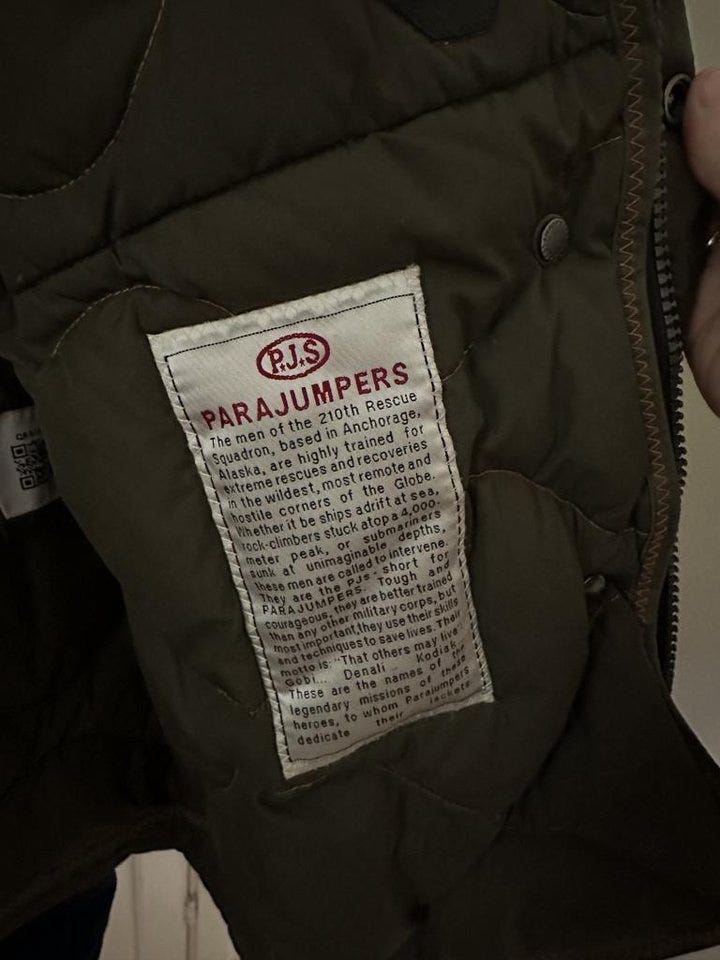 P.J.S
PARAJUMPERS
The men of the 210th Rescue
Squadron, based in Anchorage,
Alaska, are highly trained for
extreme rescues and recoveries
in the wildest, most remote and
hostile corners of the Globe.
Whether it be ships adrift at sea,
rock-climbers stuck atop a 4,000-
meter peak, or submariners
sunk at unimaginable depths,
these men are called to intervene.
They are the PJs - short for
PARAJUMPERS. Tough and
courageous, they are better trained
than any other military corps, but
most important, they use their skills
and techniques to save lives. Their
motto is: "That others may live"
Gobi... Denali... Kodiak...
These are the names of the
legendary missions of these
heroes, to whom Parajumpers
dedicate their jackets